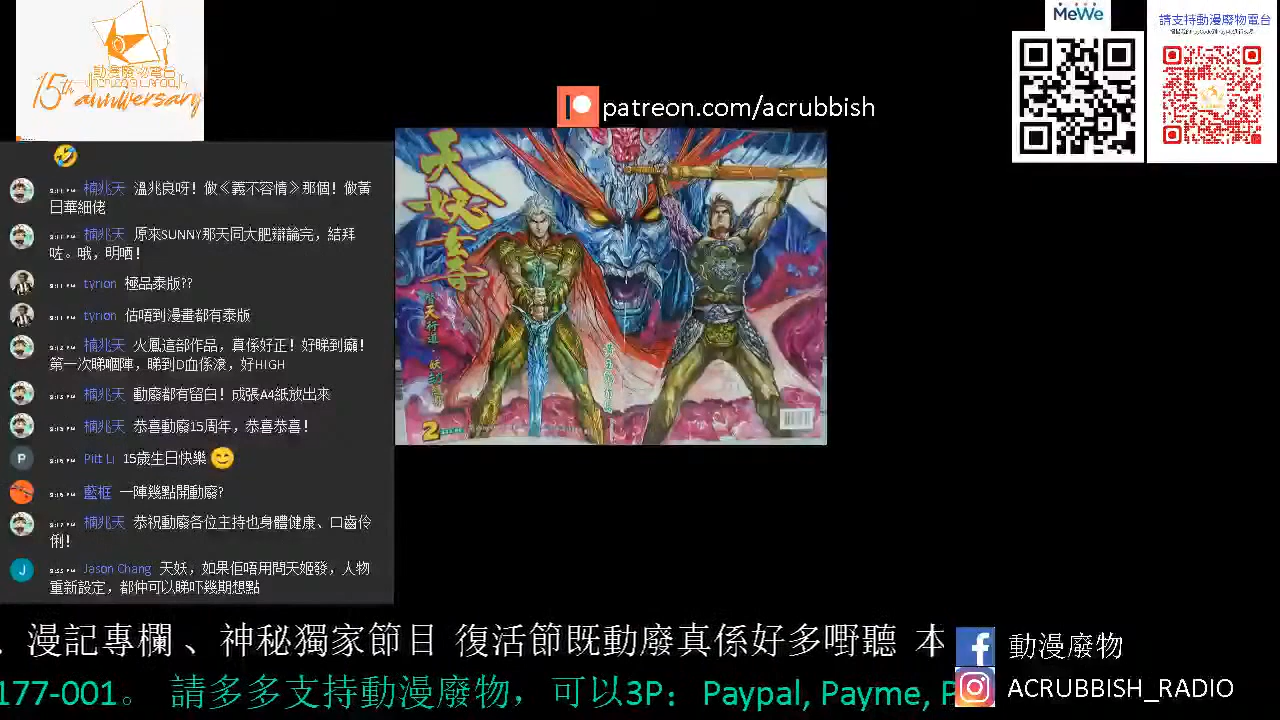 動漫廢物電台
15th anniversary
MeWe
請支持動漫廢物電台
patreon.com/acrubbish
楠兆天 溫兆良呀！做《義不容情》那個！做黃
日華細佬
楠兆天 原來SUNNY那天同大肥辯論完，結拜
咗。哦，明晒！
tyrion 極品泰版??
tyrion 估唔到漫畫都有泰版
楠兆天 火鳳這部作品，真係好正！好睇到癲！
第一次睇嗰陣，睇到D血係滾，好HIGH
楠兆天 動廢都有留白！成張A4紙放出來
楠兆天 恭喜動廢15周年，恭喜恭喜！
Pitt Li 15歲生日快樂
藍框 一陣幾點開動廢?
楠兆天 恭祝動廢各位主持也身體健康、口齒伶
俐！
Jason Chang 天妖，如果佢唔用問天姬發，人物
重新設定，都仲可以睇吓幾期想點
天妖
2
、漫記專欄 、神秘獨家節目 復活節既動廢真係好多嘢聽 本
177-001。 請多多支持動漫廢物，可以3P： Paypal, Payme, P
動漫廢物
ACRUBBISH_RADIO